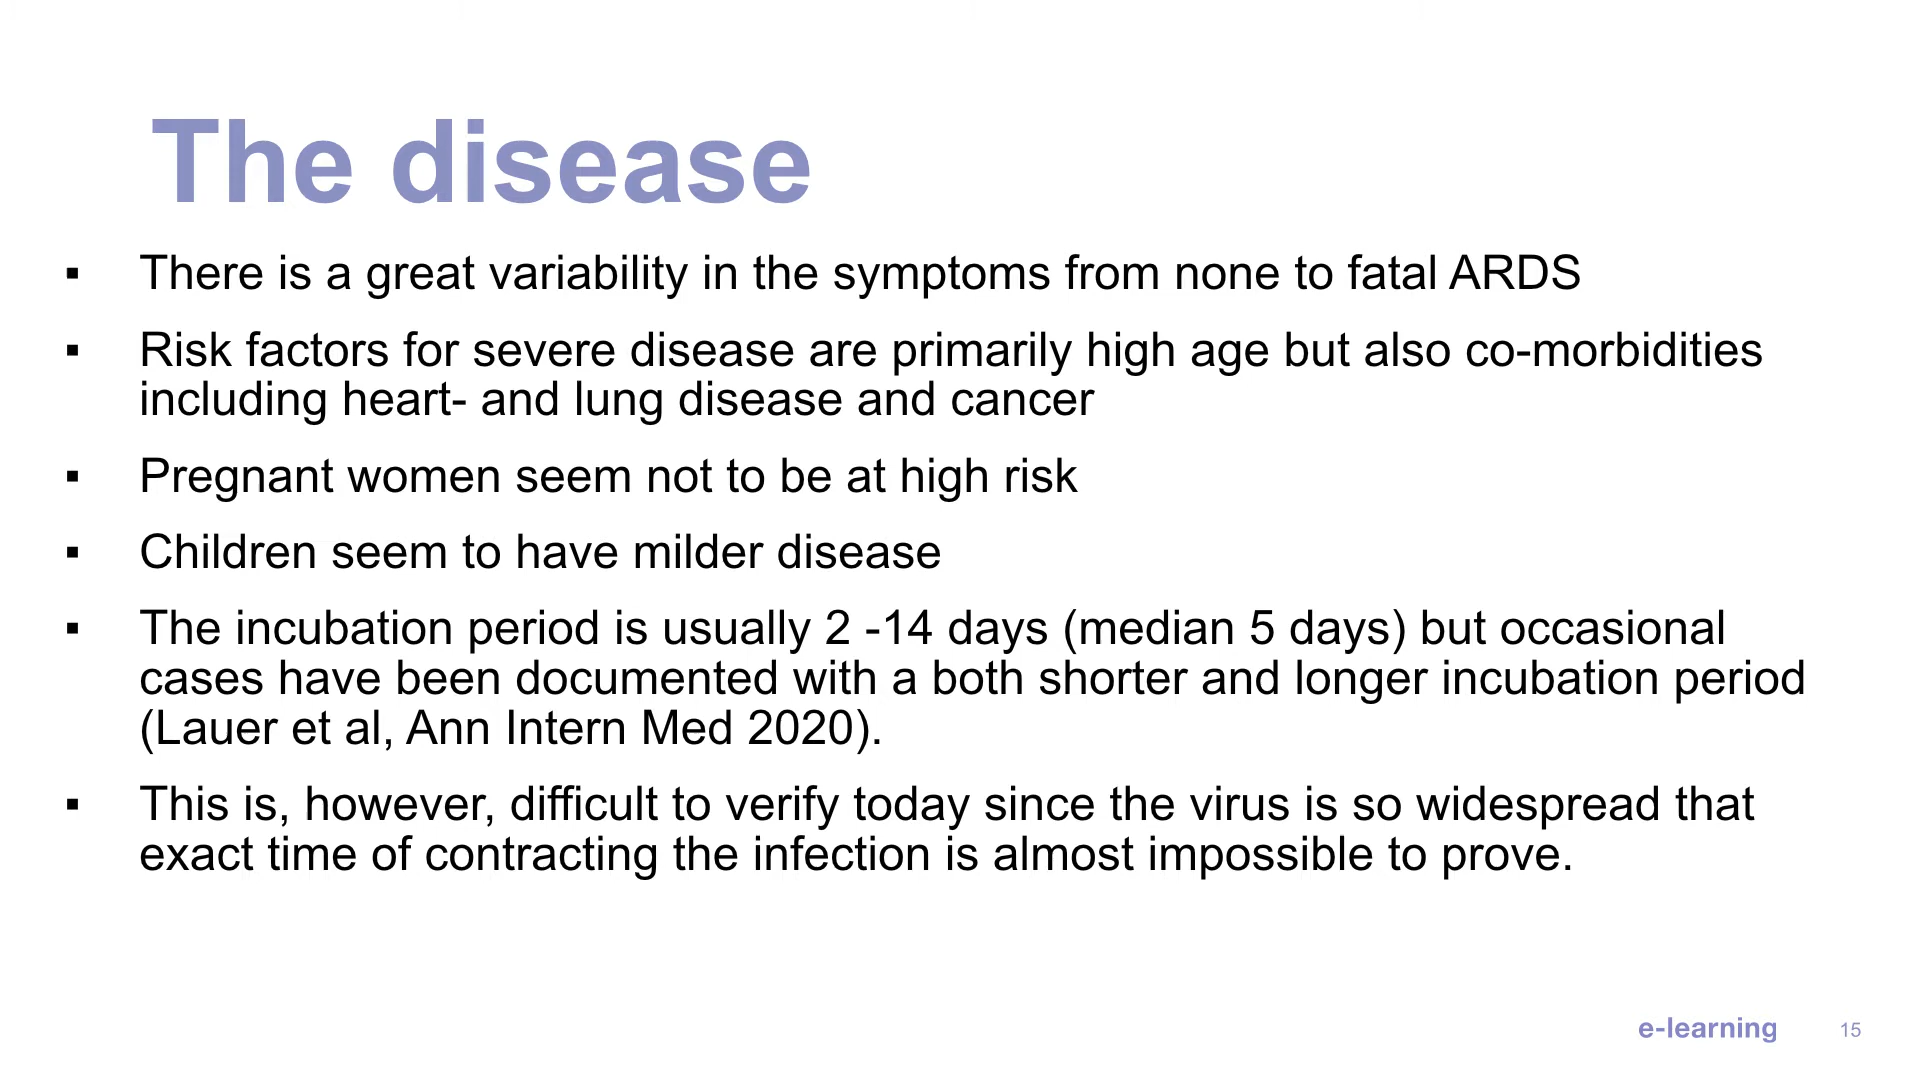 The disease
▪ There is a great variability in the symptoms from none to fatal ARDS
▪ Risk factors for severe disease are primarily high age but also co-morbidities
including heart- and lung disease and cancer
▪ Pregnant women seem not to be at high risk
▪ Children seem to have milder disease
▪ The incubation period is usually 2 -14 days (median 5 days) but occasional
cases have been documented with a both shorter and longer incubation period
(Lauer et al, Ann Intern Med 2020).
▪ This is, however, difficult to verify today since the virus is so widespread that
exact time of contracting the infection is almost impossible to prove.
e-learning 15